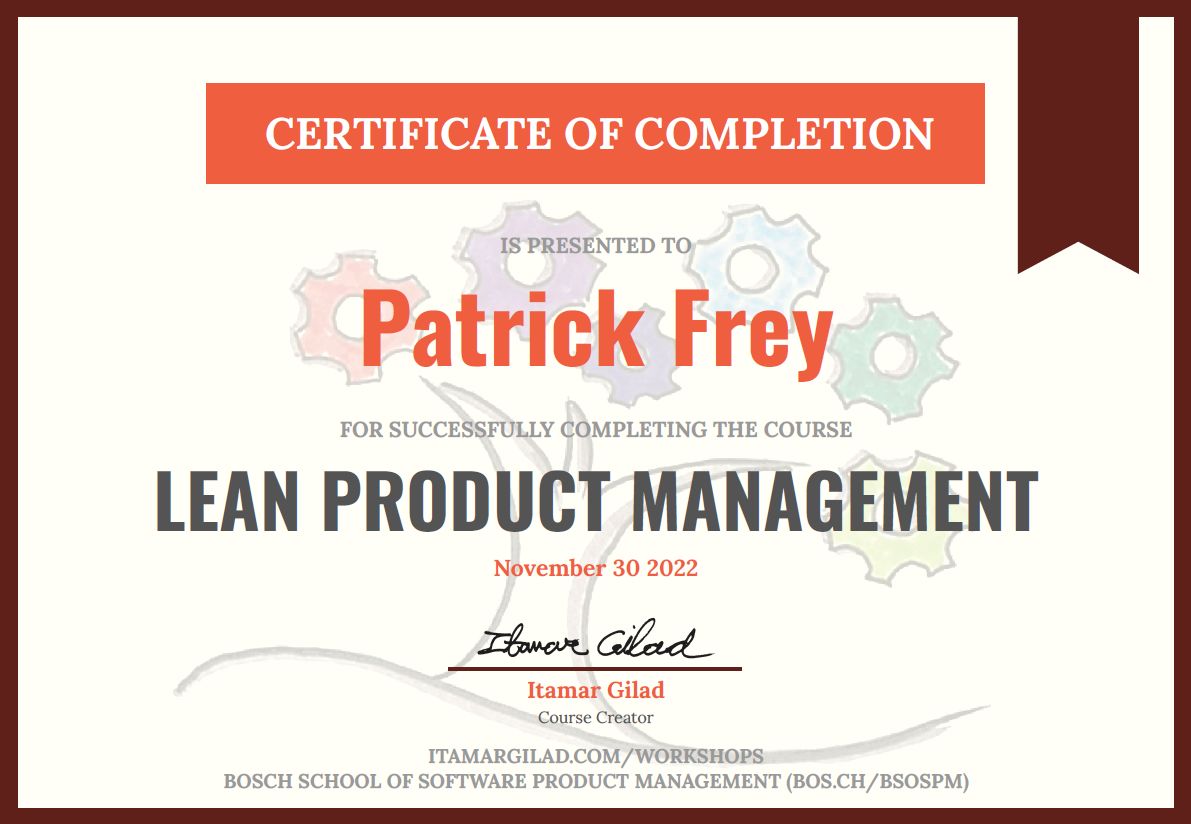 CERTIFICATE OF COMPLETION
IS PRESENTED TO
Patrick Frey
FOR SUCCESSFULLY COMPLETING THE COURSE
LEAN PRODUCT MANAGEMENT
November 30 2022
Itamar Gilad
Itamar Gilad
Course Creator
ITAMARGILAD.COM/WORKSHOPS
BOSCH SCHOOL OF SOFTWARE PRODUCT MANAGEMENT (BOS.CH/BSOSPM)